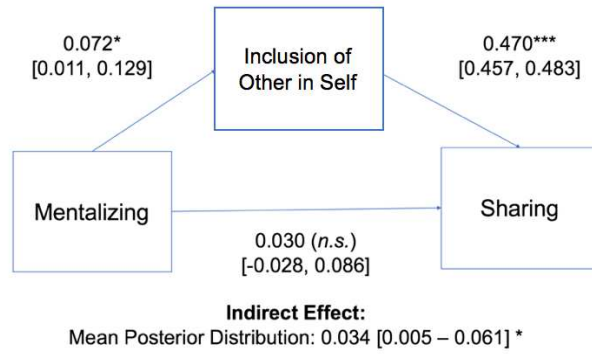 0.072*
[0.011, 0.129]
Inclusion of
Other in Self
0.470***
[0.457, 0.483]
Mentalizing
Sharing
0.030 (n.s.)
[-0.028, 0.086]
Indirect Effect:
Mean Posterior Distribution: 0.034 [0.005 – 0.061] *